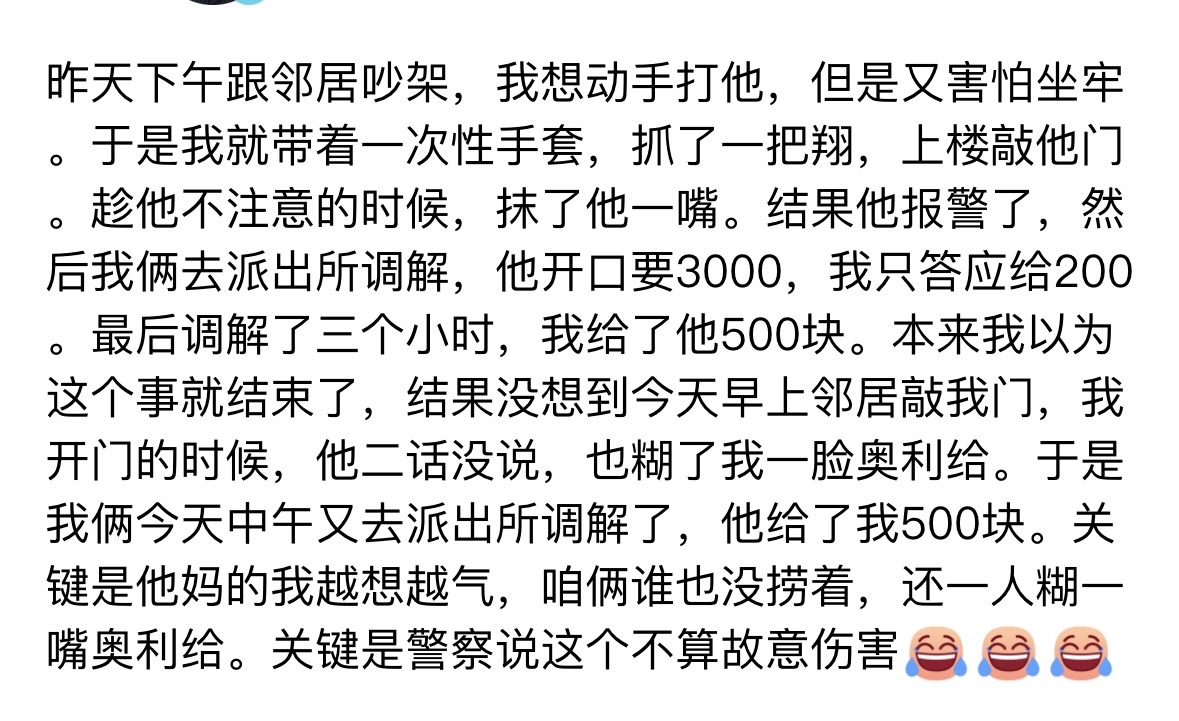 昨天下午跟邻居吵架，我想动手打他，但是又害怕坐牢
。于是我就带着一次性手套，抓了一把翔，上楼敲他门
。趁他不注意的时候，抹了他一嘴。结果他报警了，然
后我俩去派出所调解，他开口要3000，我只答应给200
。最后调解了三个小时，我给了他500块。本来我以为
这个事就结束了，结果没想到今天早上邻居敲我门，我
开门的时候，他二话没说，也糊了我一脸奥利给。于是
我俩今天中午又去派出所调解了，他给了我500块。关
键是他妈的我越想越气，咱俩谁也没捞着，还一人糊一
嘴奥利给。关键是警察说这个不算故意伤害😂😂😂